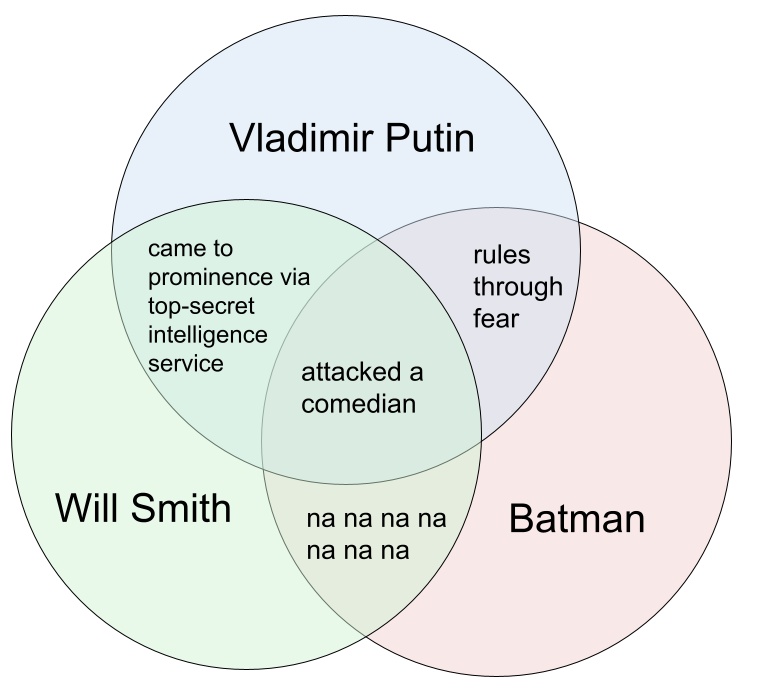 Vladimir Putin
came to
prominence via
top-secret
intelligence
service
rules
through
fear
attacked a
comedian
Will Smith
na na na na
na na na
Batman